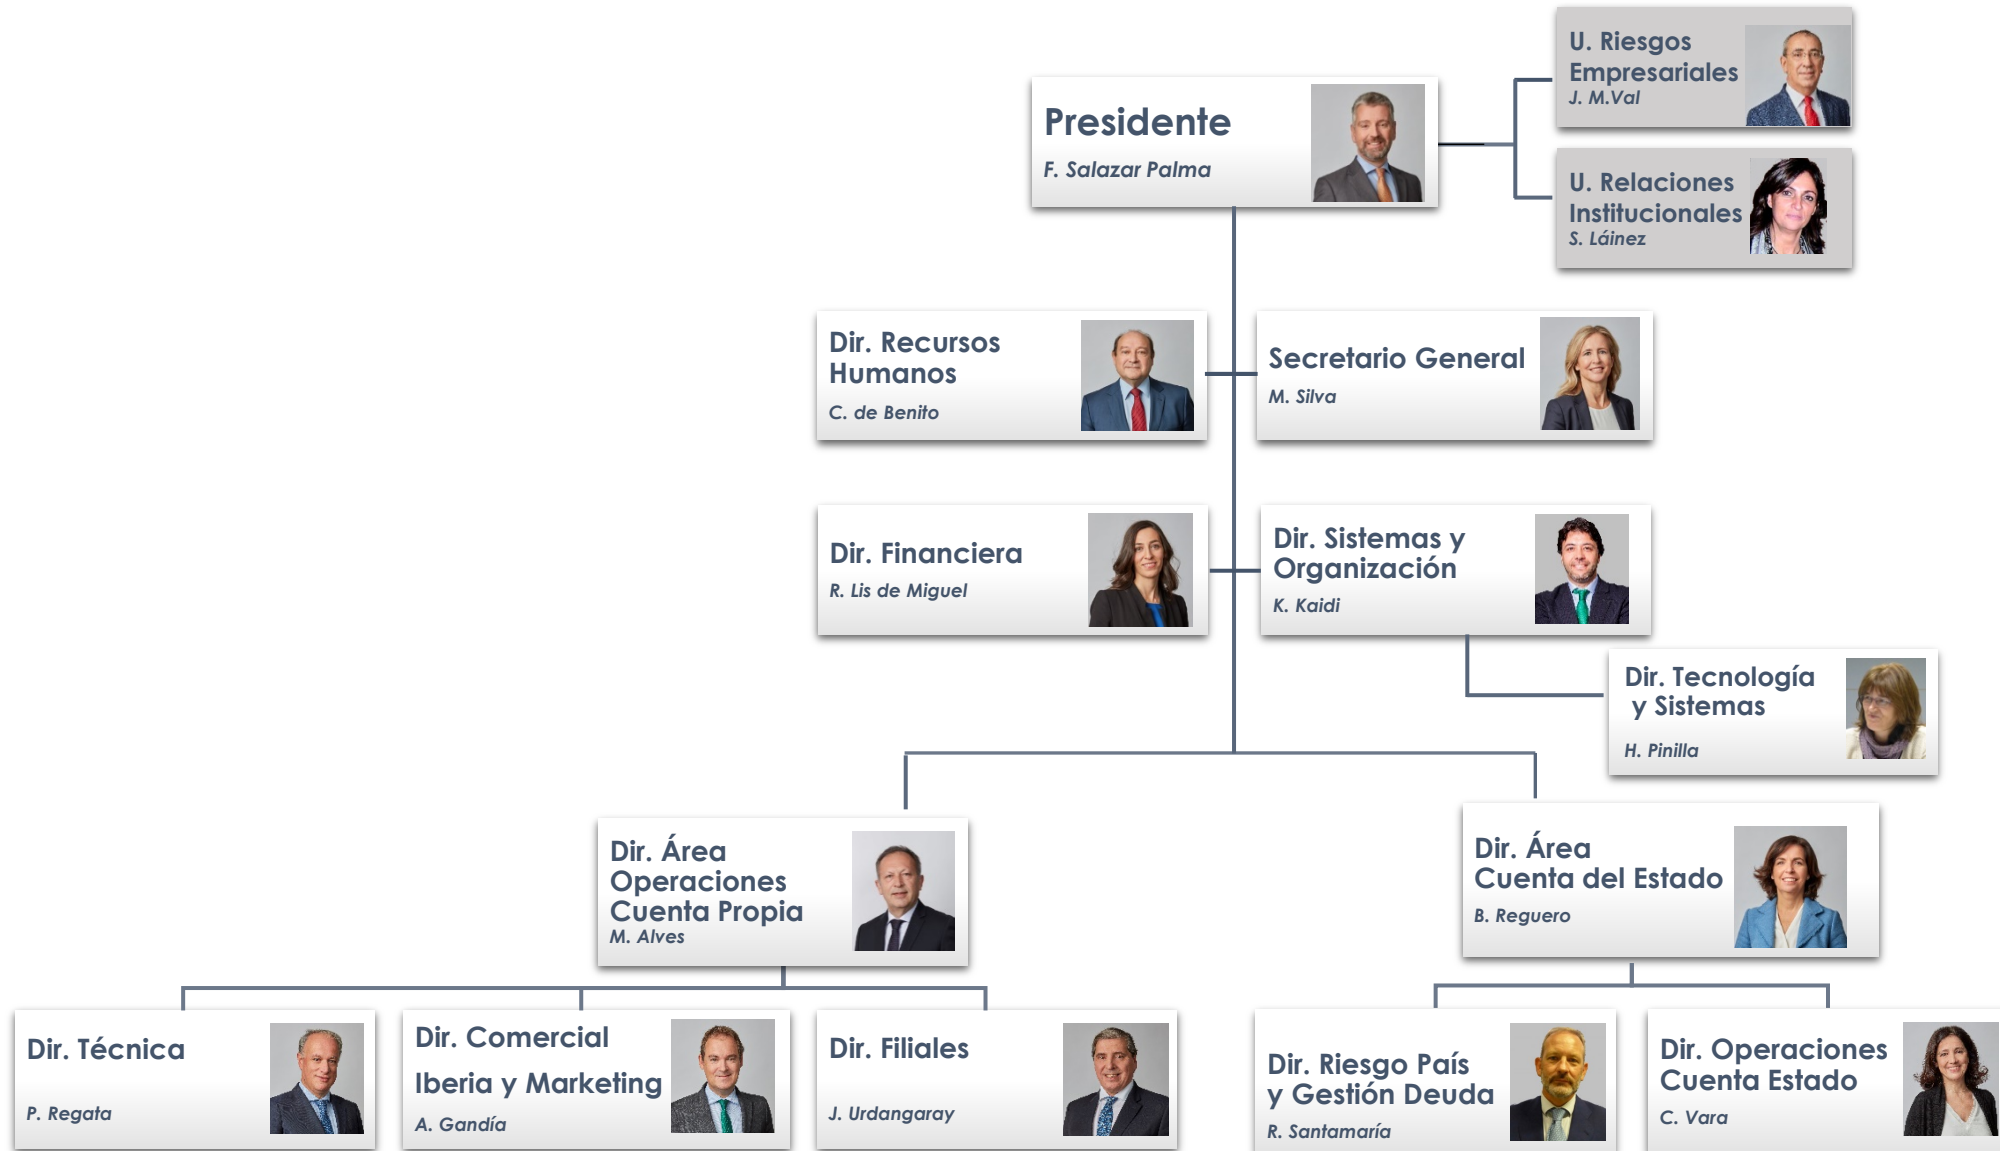 U. Riesgos
Empresariales
J. M.Val
Presidente
F. Salazar Palma
U. Relaciones
Institucionales
S. Láinez
Dir. Recursos
Humanos
C. de Benito
Secretario General
M. Silva
Dir. Financiera
R. Lis de Miguel
Dir. Sistemas y
Organización
K. Kaidi
Dir. Tecnología
y Sistemas
H. Pinilla
Dir. Área
Operaciones
Cuenta Propia
M. Alves
Dir. Área
Cuenta del Estado
B. Reguero
Dir. Técnica
P. Regata
Dir. Comercial
Iberia y Marketing
A. Gandía
Dir. Filiales
J. Urdangaray
Dir. Riesgo País
y Gestión Deuda
R. Santamaría
Dir. Operaciones
Cuenta Estado
C. Vara